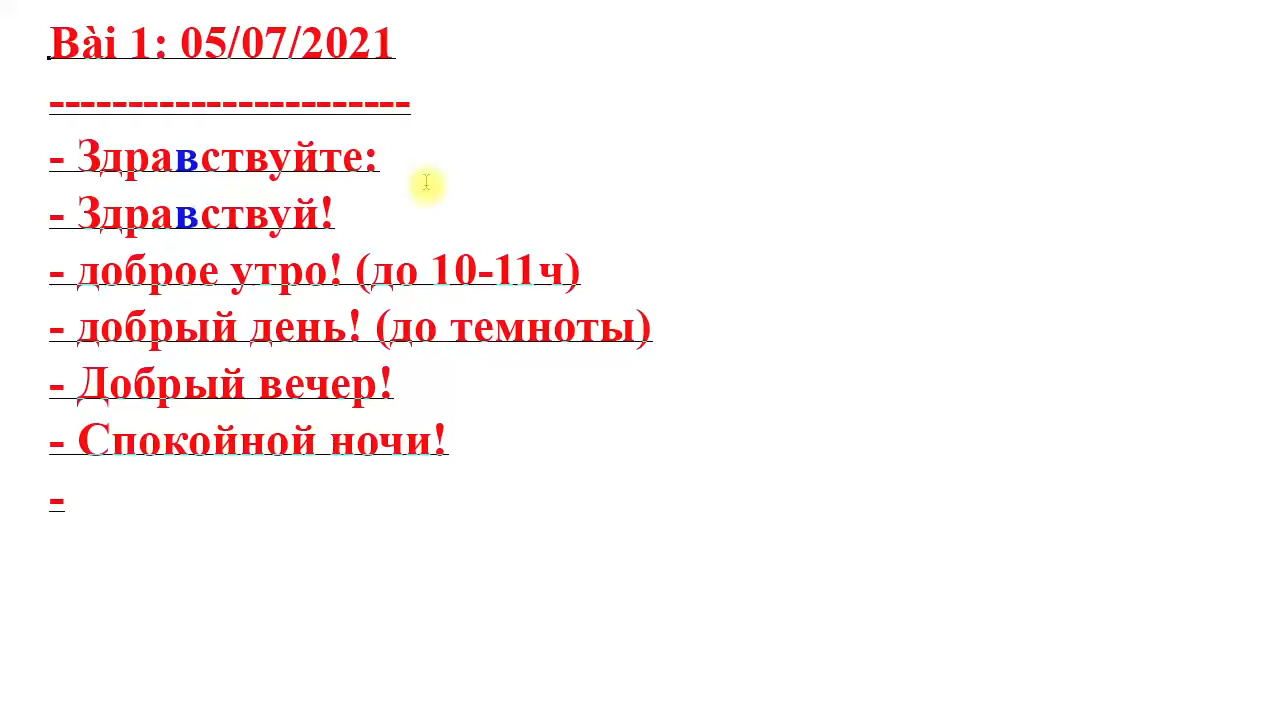 Bài 1: 05/07/2021
-----------------------
- Здравствуйте:
- Здравствуй!
- доброе утро! (до 10-11ч)
- добрый день! (до темноты)
- Добрый вечер!
- Спокойной ночи!
-